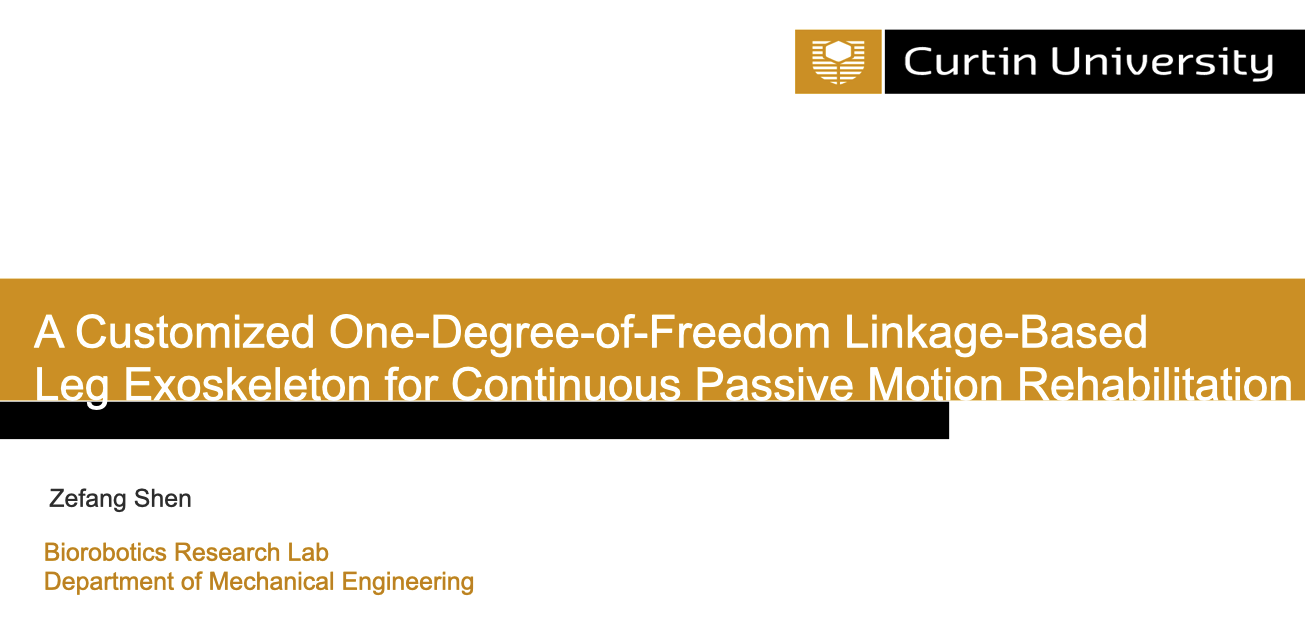 Curtin University
A Customized One-Degree-of-Freedom Linkage-Based
Leg Exoskeleton for Continuous Passive Motion Rehabilitation
Zefang Shen
Biorobotics Research Lab
Department of Mechanical Engineering